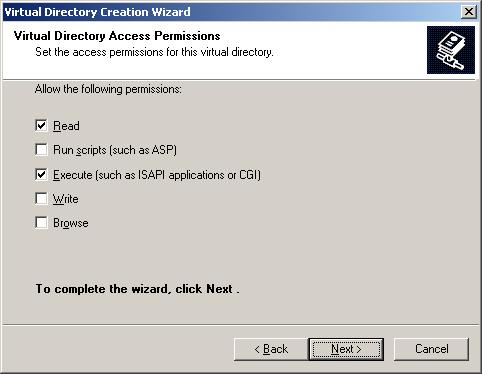 Virtual Directory Creation Wizard
Virtual Directory Access Permissions
Set the access permissions for this virtual directory.
Allow the following permissions:
Read
Run scripts (such as ASP)
Execute (such as ISAPI applications or CGI)
Write
Browse
To complete the wizard, click Next .
< Back Next > Cancel